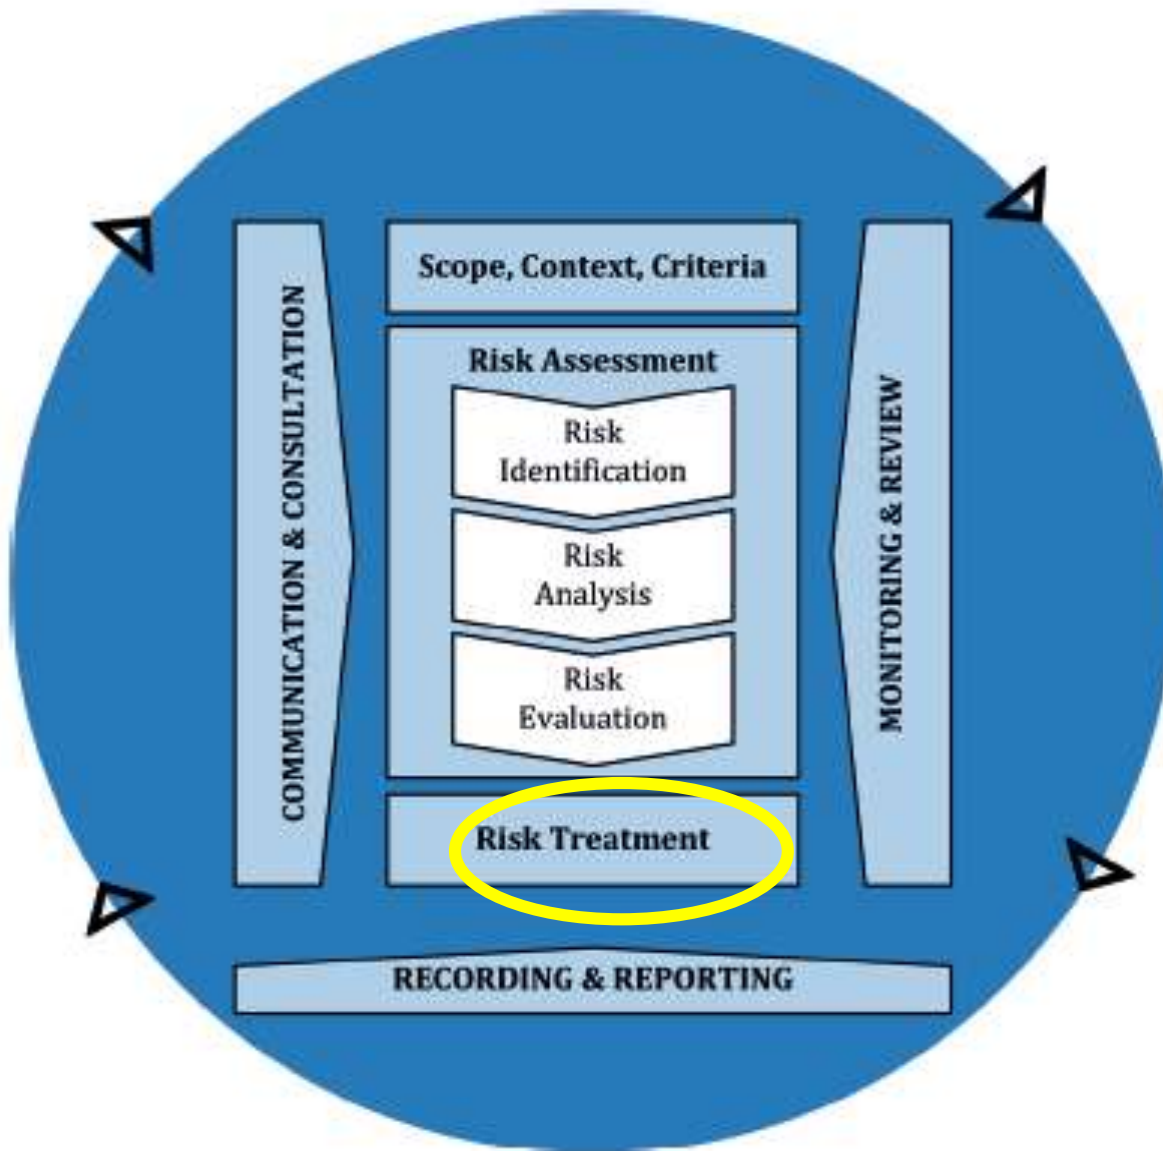 Scope, Context, Criteria
Risk Assessment
Risk
Identification
Risk
Analysis
Risk
Evaluation
Risk Treatment
COMMUNICATION & CONSULTATION
MONITORING & REVIEW
RECORDING & REPORTING